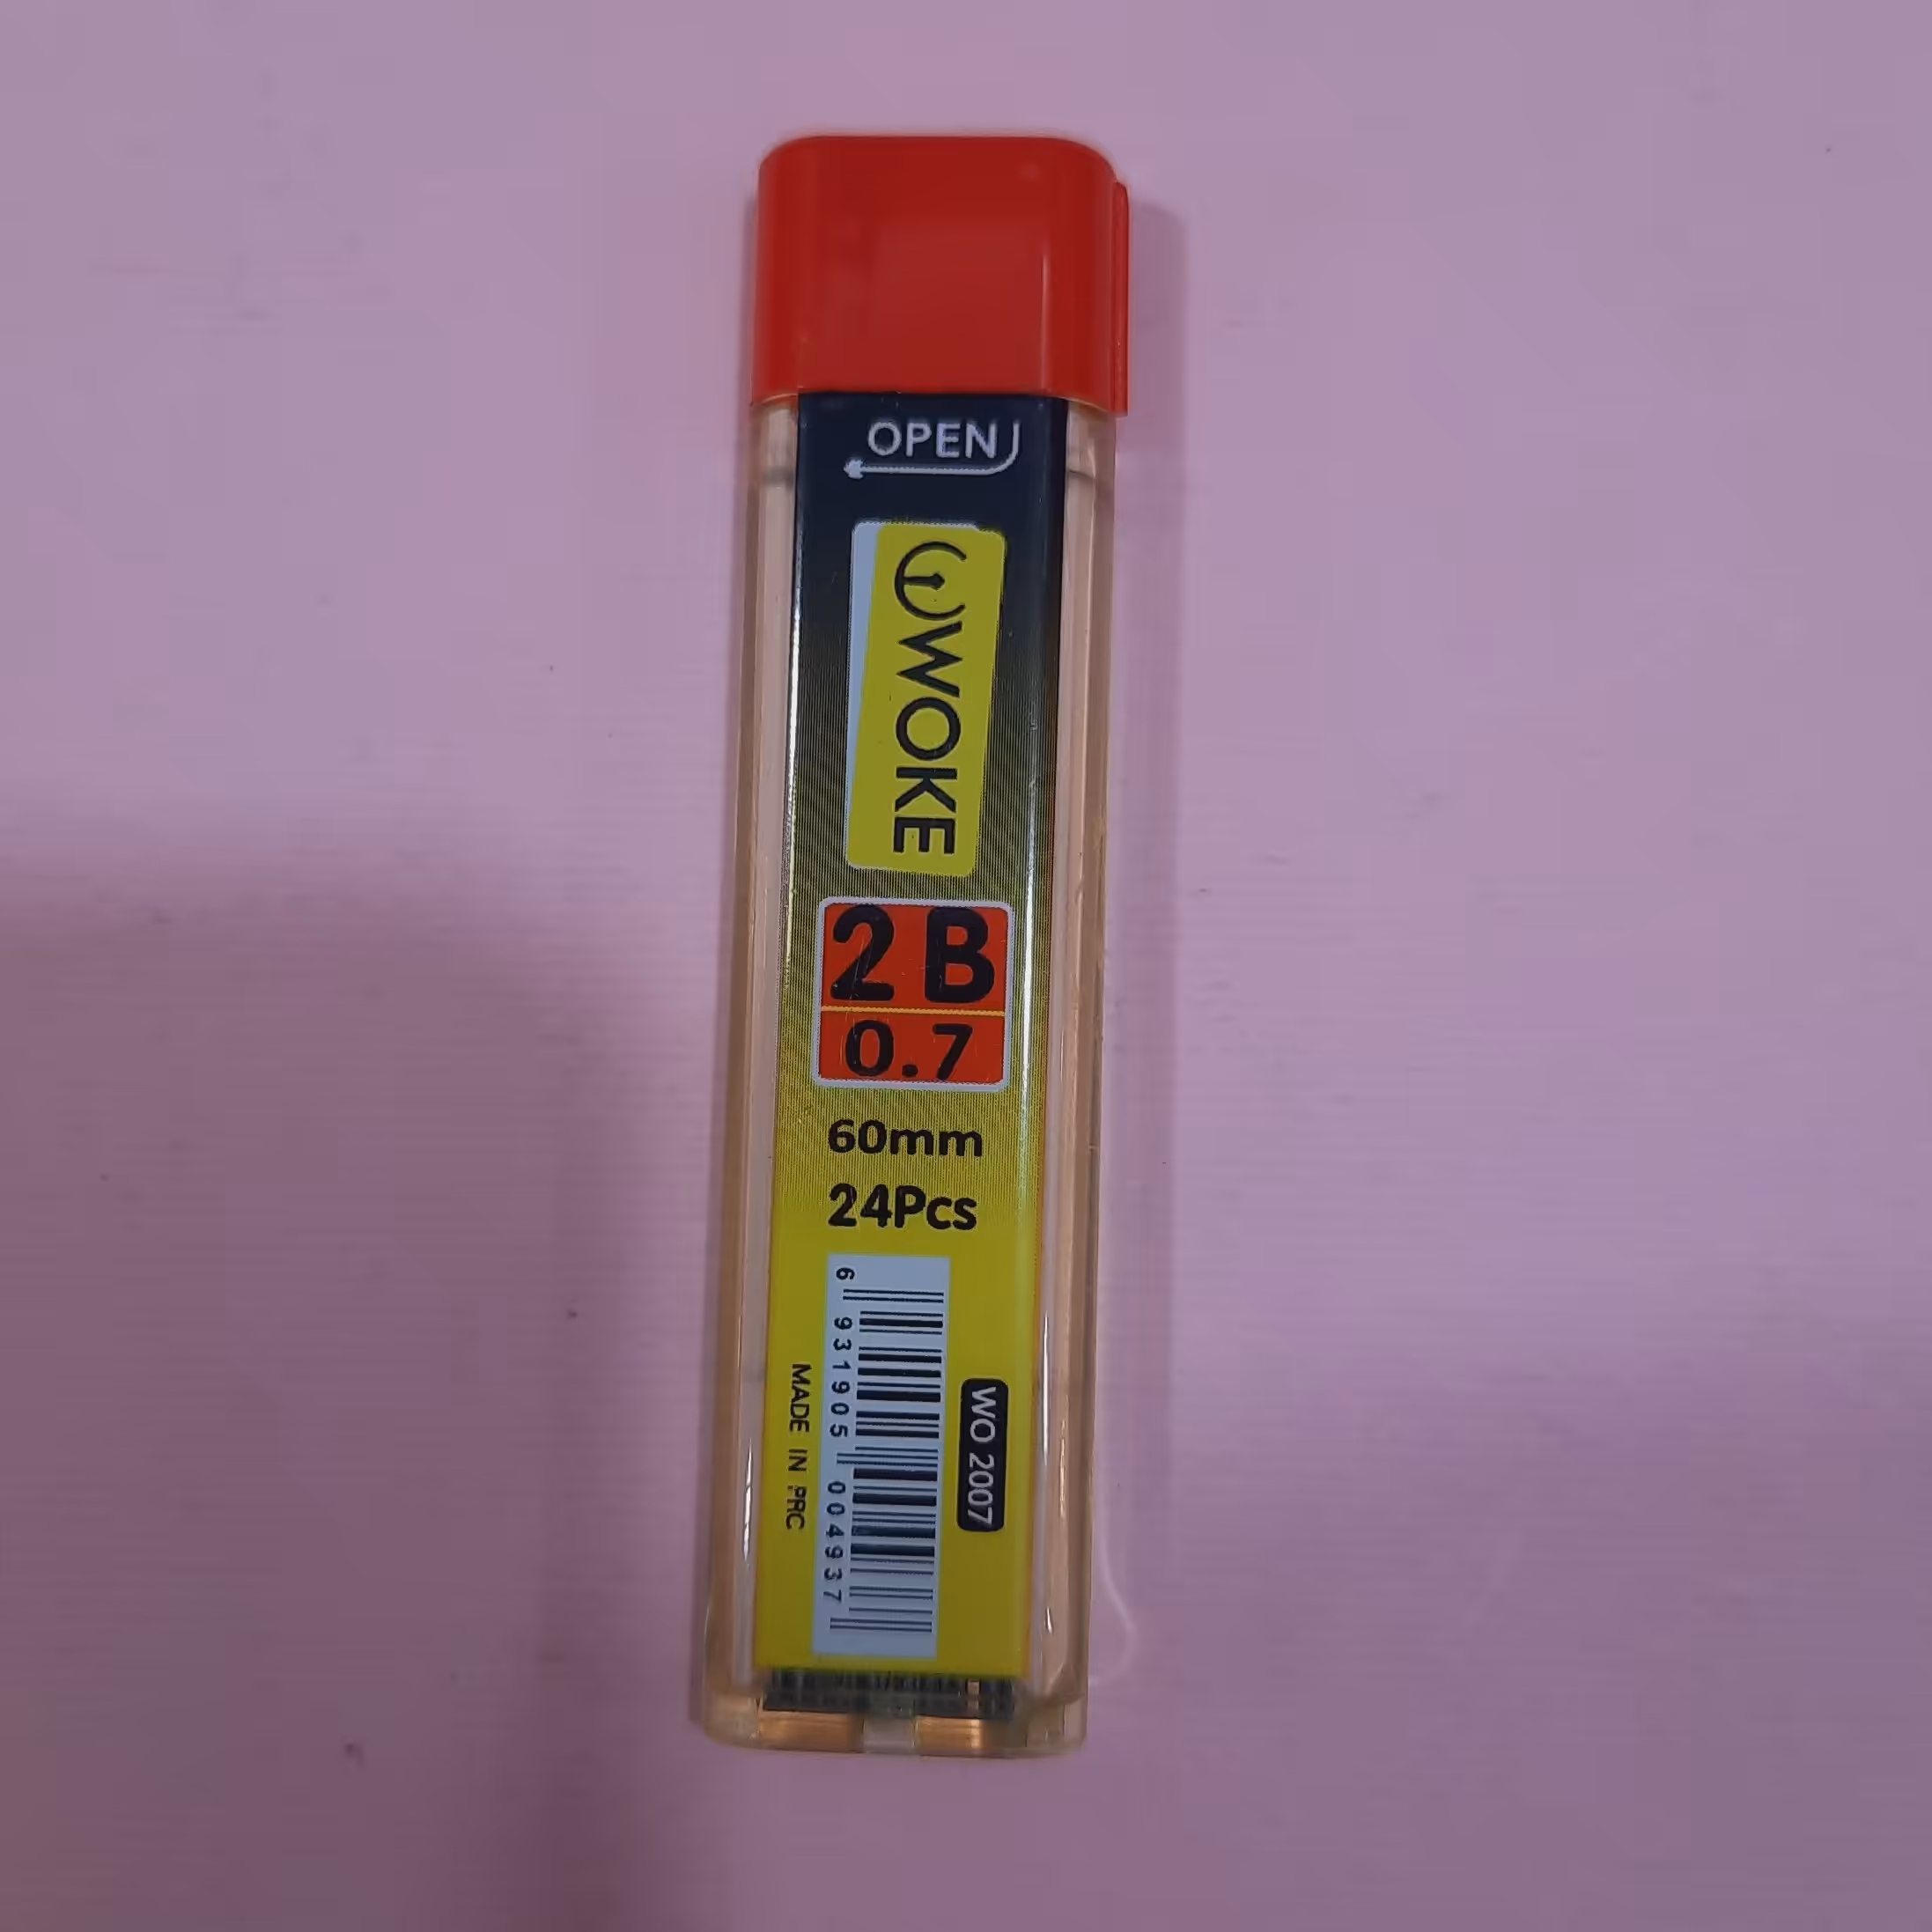 OPEN
WOKE
2B
0.7
60mm
24Pcs
WO 2007
6 931905 004937
MADE IN PRC